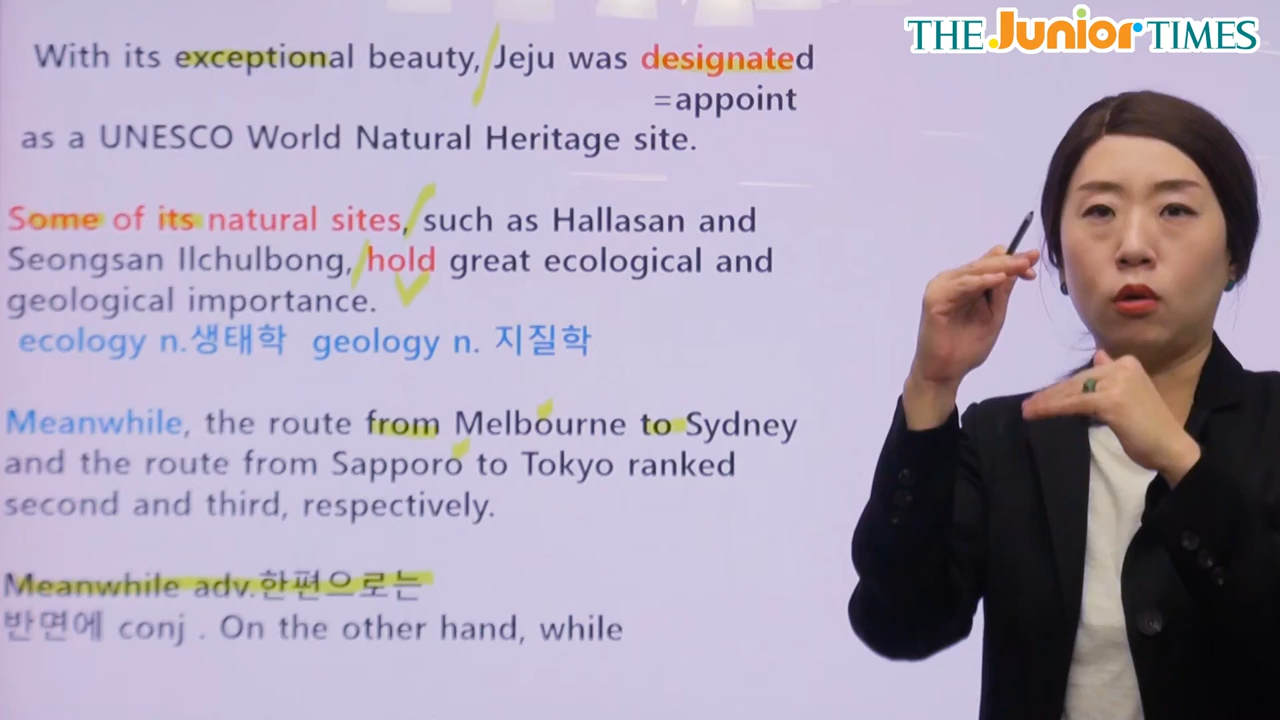 THE Junior TIMES
With its exceptional beauty, Jeju was designated
=appoint
as a UNESCO World Natural Heritage site.
Some of its natural sites, such as Hallasan and
Seongsan Ilchulbong, hold great ecological and
geological importance.
ecology n.생태학 geology n. 지질학
Meanwhile, the route from Melbourne to Sydney
and the route from Sapporo to Tokyo ranked
second and third, respectively.
Meanwhile adv.한편으로는
반면에 conj . On the other hand, while